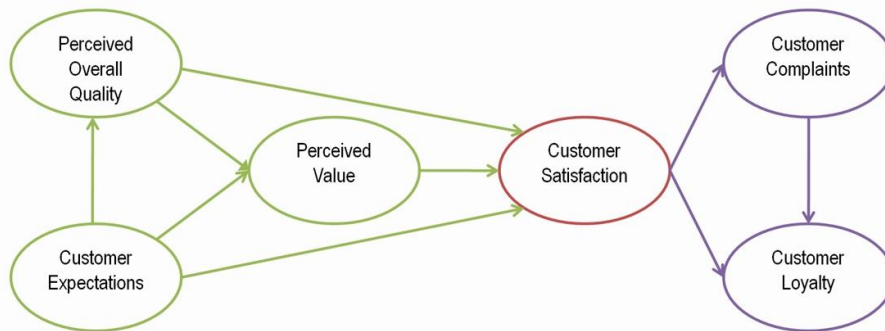 Perceived
Overall
Quality
Customer
Complaints
Perceived
Value
Customer
Satisfaction
Customer
Expectations
Customer
Loyalty